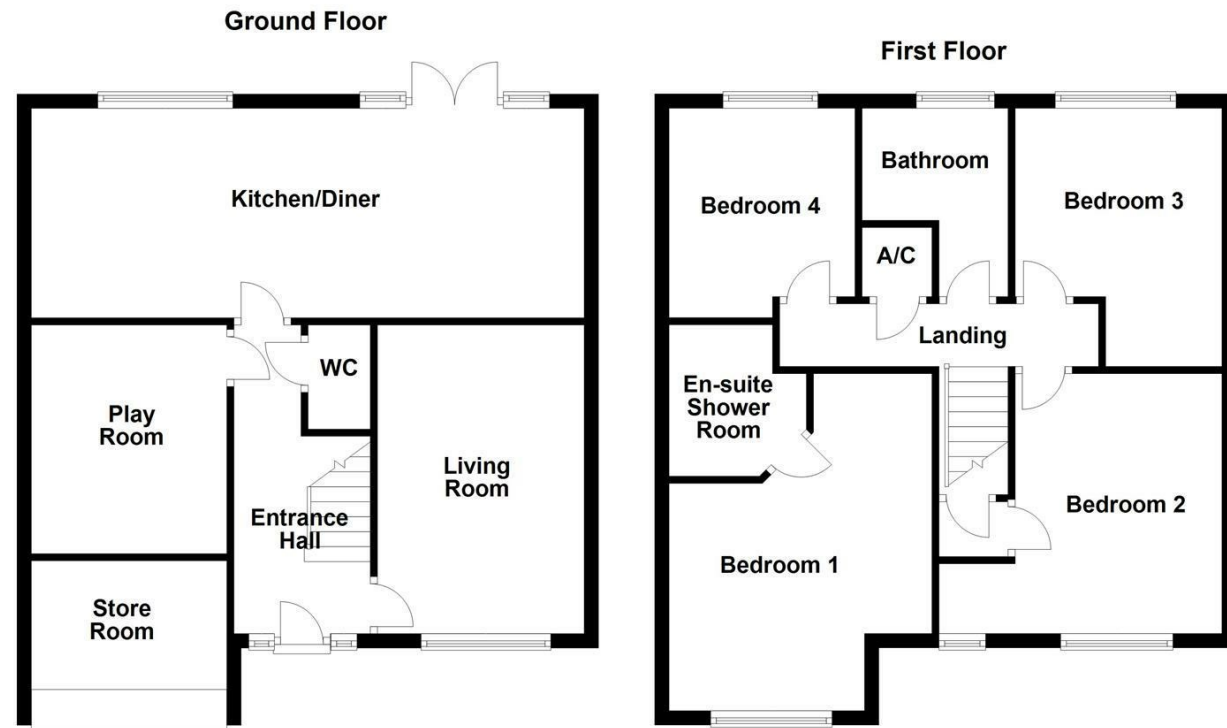 Ground Floor
Kitchen/Diner
WC
Play
Room
Living
Room
Entrance
Hall
Store
Room
First Floor
Bathroom
Bedroom 4
Bedroom 3
A/C
Landing
En-suite
Shower
Room
Bedroom 2
Bedroom 1